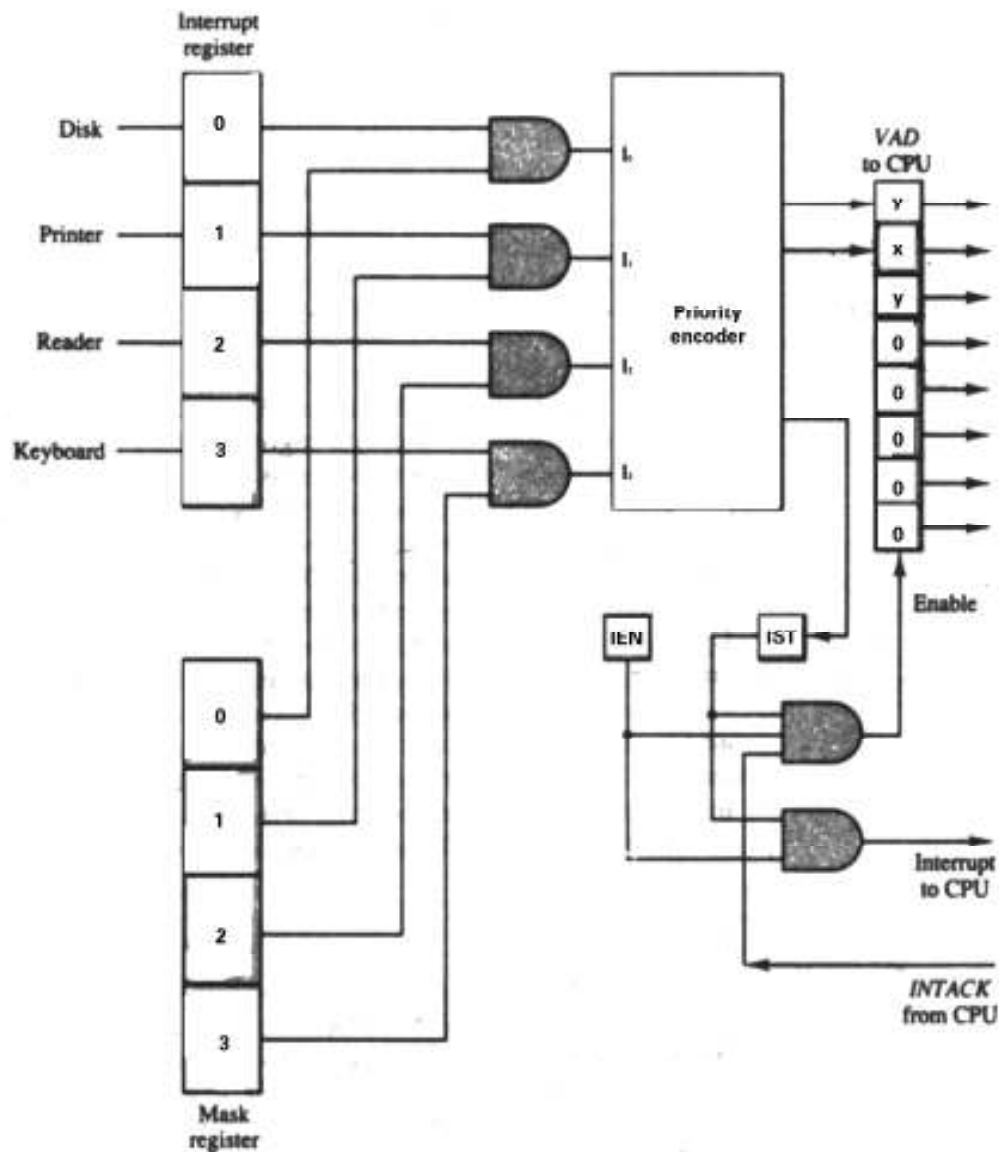 Interrupt
register
Disk
0
Printer
1
Reader
2
Keyboard
3
Priority
encoder
VAD
to CPU
y
x
y
0
0
0
0
0
Enable
IEN
IST
0
1
2
3
Mask
register
Interrupt
to CPU
INTACK
from CPU